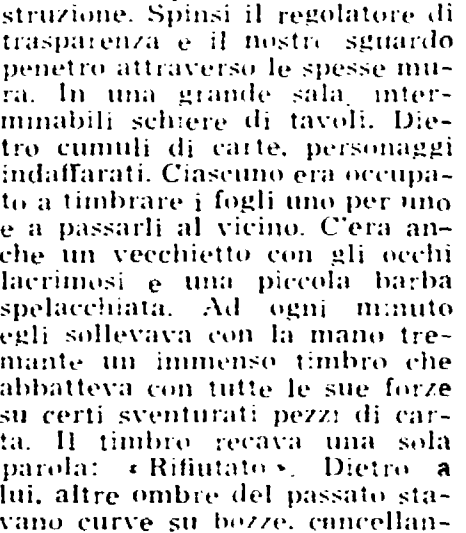 struzione. Spinsi il regolatore di
trasparenza e il nostro sguardo
penetrò attraverso le spesse mu-
ra. In una grande sala, inter-
minabili schiere di tavoli. Die-
tro cumuli di carte, personaggi
indaffarati. Ciascuno era occupa-
to a timbrare i fogli uno per uno
e a passarli al vicino. C'era an-
che un vecchietto con gli occhi
lacrimosi e una piccola barba
spelacchiata. Ad ogni minuto
egli sollevava con la mano tre-
mante un immenso timbro che
abbatteva con tutte le sue forze
su certi sventurati pezzi di car-
ta. Il timbro recava una sola
parola: « Rifiutato ». Dietro a
lui, altre ombre del passato sta-
vano curve su bozze, cancellan-